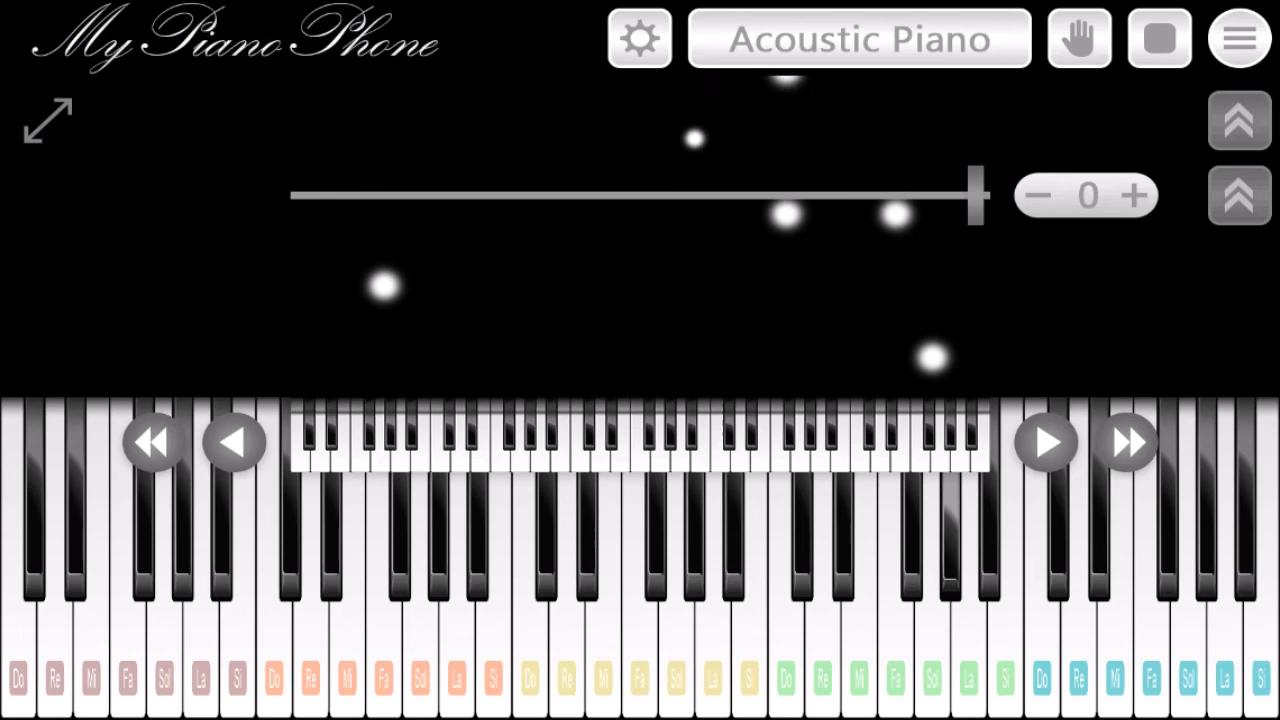 My Piano Phone
Acoustic Piano
0
Do Re Mi Fa Sol La Si Do Re Mi Fa Sol La Si Do Re Mi Fa Sol La Si Do Re Mi Fa Sol La Si Do Re Mi Fa Sol La Si